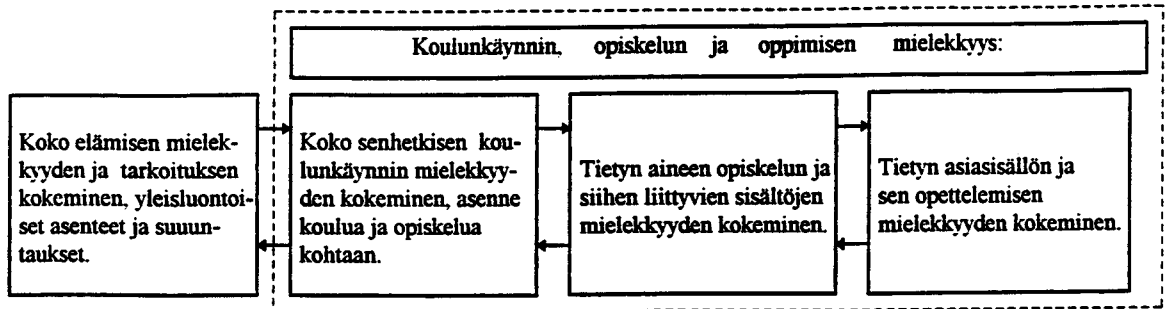 Koulunkäynnin, opiskelun ja oppimisen mielekkyys:
Koko elämisen mielek-
kyyden ja tarkoituksen
kokeminen, yleisluontoi-
set asenteet ja suuun-
taukset.
Koko senhetkisen kou-
lunkäynnin mielekkyy-
den kokeminen, asenne
koulua ja opiskelua
kohtaan.
Tietyn aineen opiskelun ja
siihen liittyvien sisältöjen
mielekkyyden kokeminen.
Tietyn asiasisällön ja
sen opettelemisen
mielekkyyden kokeminen.